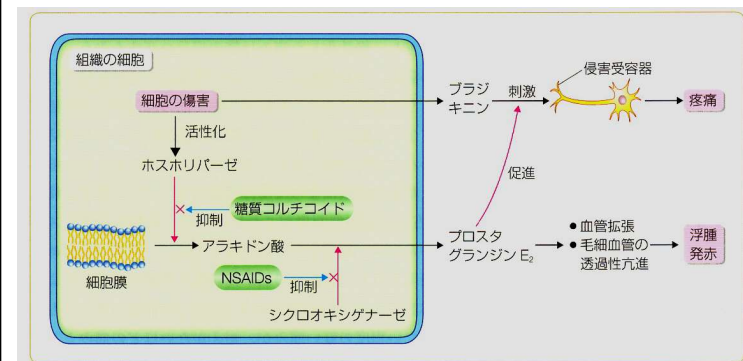 組織の細胞
細胞の傷害
活性化
ホスホリパーゼ
抑制
糖質コルチコイド
細胞膜
アラキドン酸
NSAIDs
抑制
シクロオキシゲナーゼ
ブラジ
キニン
刺激
侵害受容器
疼痛
促進
プロスタ
グランジン E₂
●血管拡張
●毛細血管の
透過性亢進
浮腫
発赤